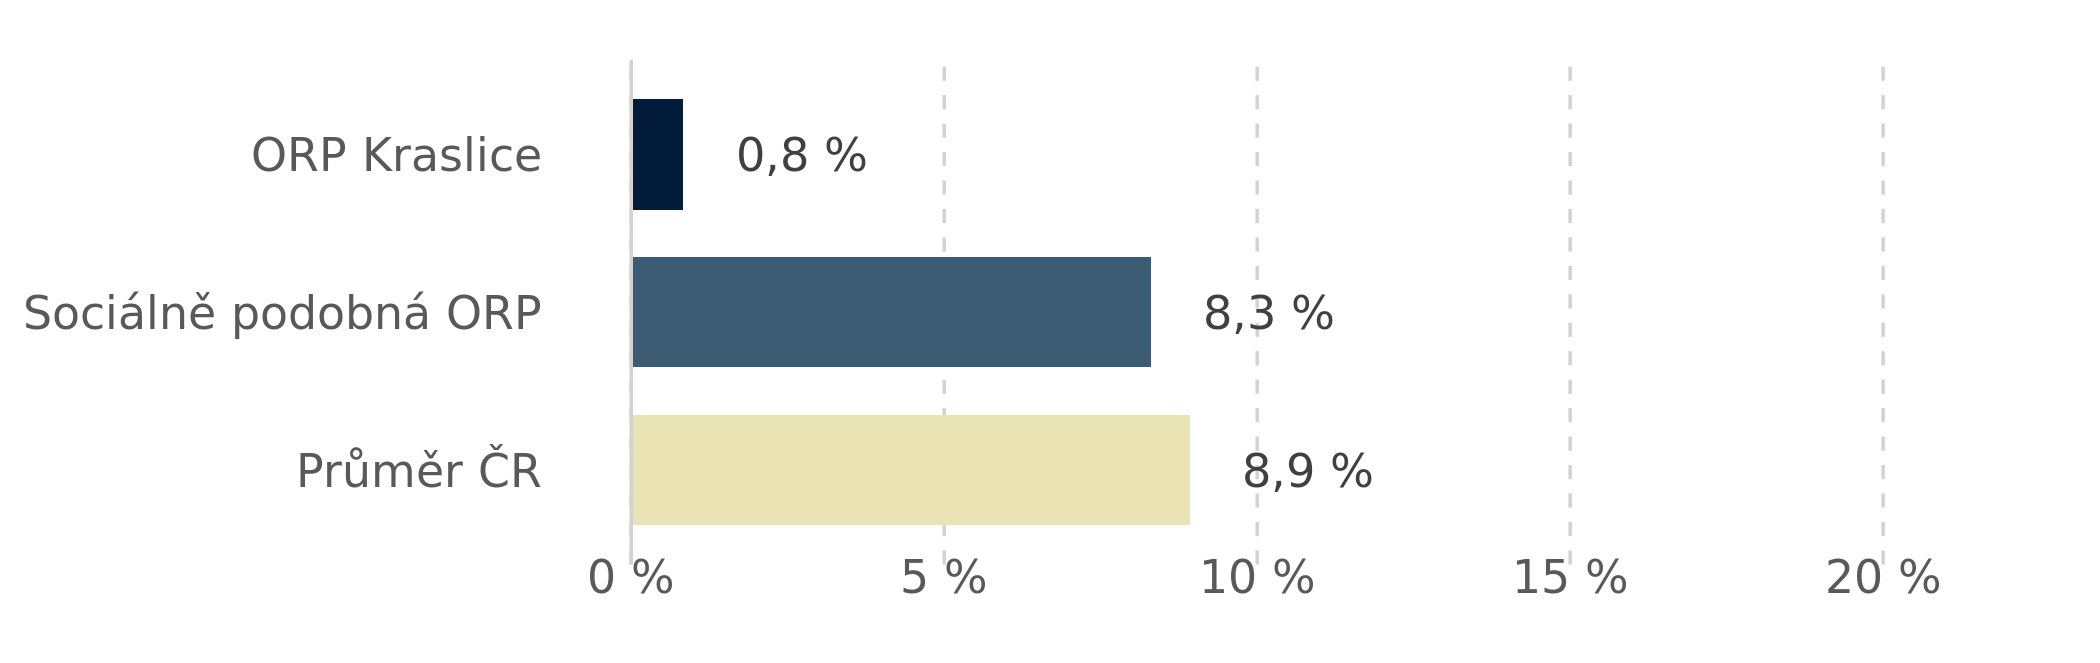 ORP Kraslice 0,8 %
Sociálně podobná ORP 8,3 %
Průměr ČR 8,9 %
0 % 5 % 10 % 15 % 20 %